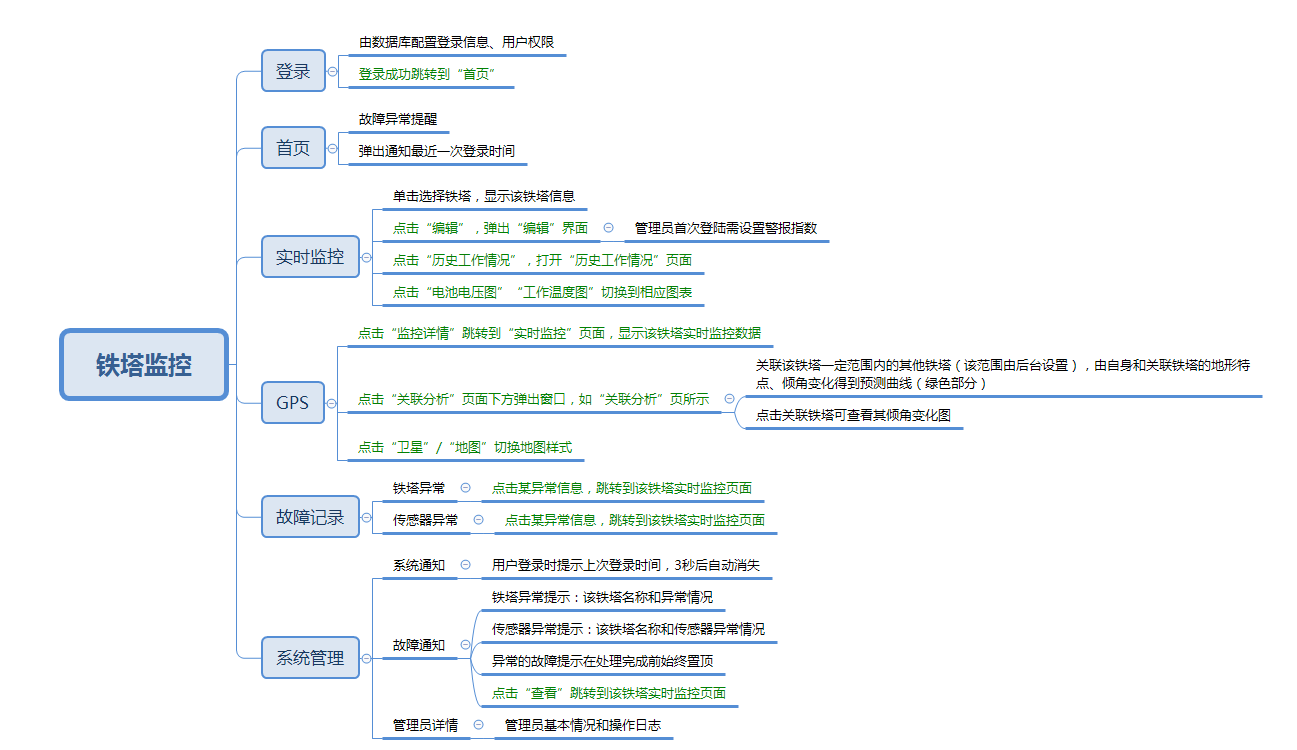 铁塔监控
登录
由数据库配置登录信息、用户权限
登录成功跳转到“首页”
首页
故障异常提醒
弹出通知最近一次登录时间
实时监控
单击选择铁塔，显示该铁塔信息
点击“编辑”，弹出“编辑”界面
管理员首次登陆需设置警报指数
点击“历史工作情况”，打开“历史工作情况”页面
点击“电池电压图”“工作温度图”切换到相应图表
GPS
点击“监控详情”跳转到“实时监控”页面，显示该铁塔实时监控数据
点击“关联分析”页面下方弹出窗口，如“关联分析”页所示
关联该铁塔一定范围内的其他铁塔（该范围由后台设置），由自身和关联铁塔的地形特
点、倾角变化得到预测曲线（绿色部分）
点击关联铁塔可查看其倾角变化图
点击“卫星”/“地图”切换地图样式
故障记录
铁塔异常
点击某异常信息，跳转到该铁塔实时监控页面
传感器异常
点击某异常信息，跳转到该铁塔实时监控页面
系统管理
系统通知
用户登录时提示上次登录时间，3秒后自动消失
故障通知
铁塔异常提示：该铁塔名称和异常情况
传感器异常提示：该铁塔名称和传感器异常情况
异常的故障提示在处理完成前始终置顶
点击“查看”跳转到该铁塔实时监控页面
管理员详情
管理员基本情况和操作日志